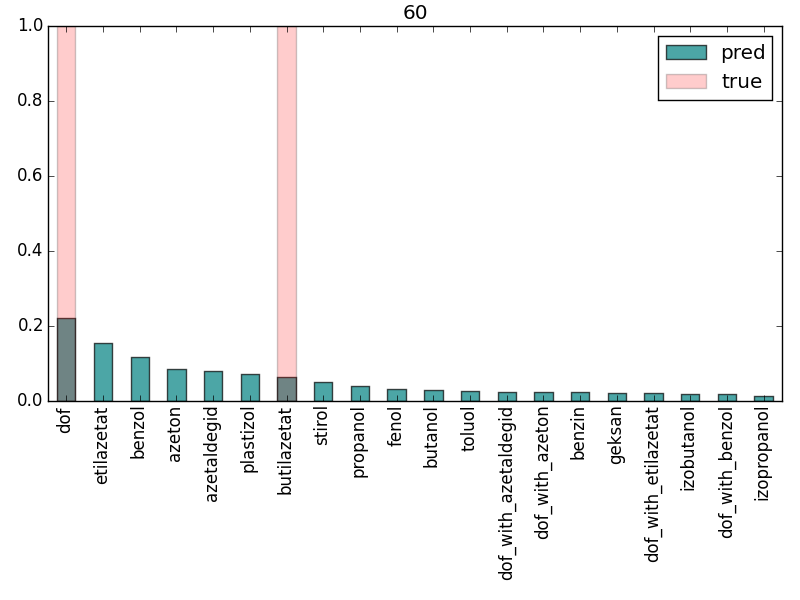 60
1.0
0.8
0.6
0.4
0.2
0.0
pred
true
dof
etilazetat
benzol
azeton
azetaldegid
plastizol
butilazetat
stirol
propanol
fenol
butanol
toluol
dof_with_azetaldegid
dof_with_azeton
benzin
geksan
dof_with_etilazetat
izobutanol
dof_with_benzol
izopropanol